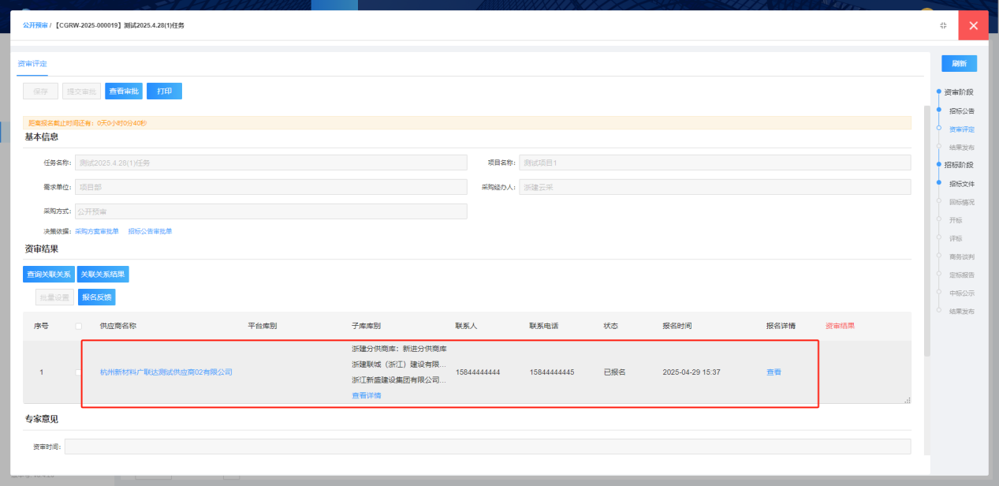 公开预审 / 【CGRW-2025-000019】测试2025.4.28(1)任务
资审评定
刷新
保存 提交审批 查看审批 打印
距离报名截止时间还有：0天0小时0分40秒
基本信息
任务名称: 测试2025.4.28(1)任务 项目名称: 测试项目1
需求单位: 项目部 采购经办人: 浙建云采
采购方式: 公开预审
决策依据: 采购方案审批单 招标公告审批单
资审结果
查询关联关系 关联关系结果
批量设置 报名反馈
序号 供应商名称 平台库别 子库库别 联系人 联系电话 状态 报名时间 报名详情 资审结果
浙建分供商库：新进分供商库
浙建联城（浙江）建设有限...
1 杭州新材料广联达测试供应商02有限公司 15844444444 15844444445 已报名 2025-04-29 15:37 查看
浙江新盛建设集团有限公司...
查看详情
专家意见
资审时间:
资审阶段
招标公告
资审评定
结果发布
招标阶段
招标文件
回标情况
开标
评标
商务谈判
定标报告
中标公示
结果发布